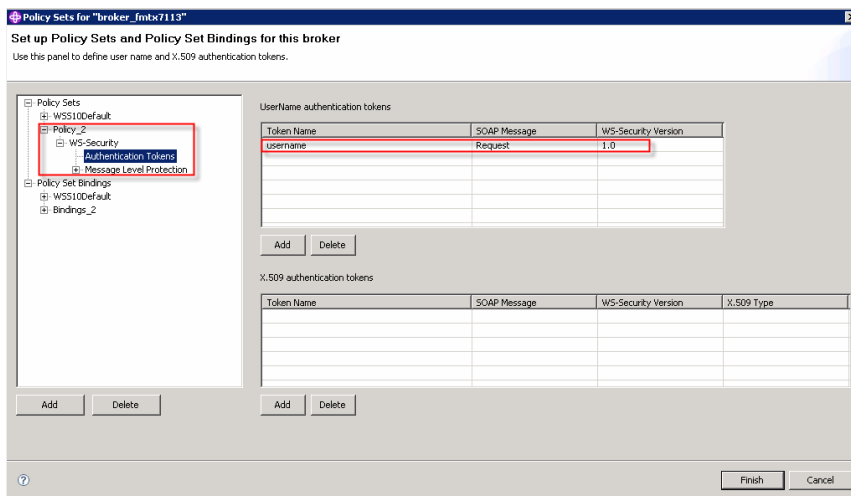 Policy Sets for "broker_fmtx7113"
Set up Policy Sets and Policy Set Bindings for this broker
Use this panel to define user name and X.509 authentication tokens.
Policy Sets
WSS10Default
Policy_2
WS-Security
Authentication Tokens
Message Level Protection
Policy Set Bindings
WSS10Default
Bindings_2
Add Delete
UserName authentication tokens
Token Name SOAP Message WS-Security Version
username Request 1.0
Add Delete
X.509 authentication tokens
Token Name SOAP Message WS-Security Version X.509 Type
Add Delete
Finish Cancel